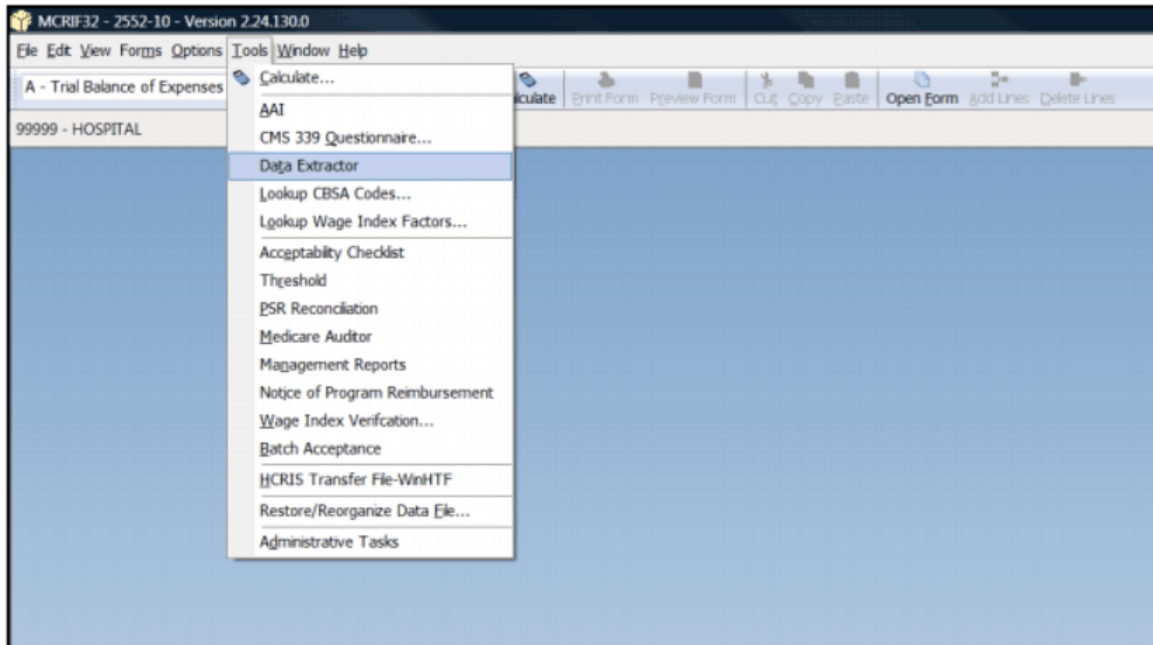 MCRIF32 - 2552-10 - Version 2.24.130.0
File Edit View Forms Options Tools Window Help
A - Trial Balance of Expenses
iculate Print Form Preview Form Cut Copy Paste Open Form Add Lines Delete Lines
99999 - HOSPITAL
Calculate...
AAI
CMS 339 Questionnaire...
Data Extractor
Lookup CBSA Codes...
Lookup Wage Index Factors...
Acceptability Checklist
Threshold
PSR Reconciliation
Medicare Auditor
Management Reports
Notice of Program Reimbursement
Wage Index Verifcation...
Batch Acceptance
HCRIS Transfer File-WinHTF
Restore/Reorganize Data File...
Administrative Tasks